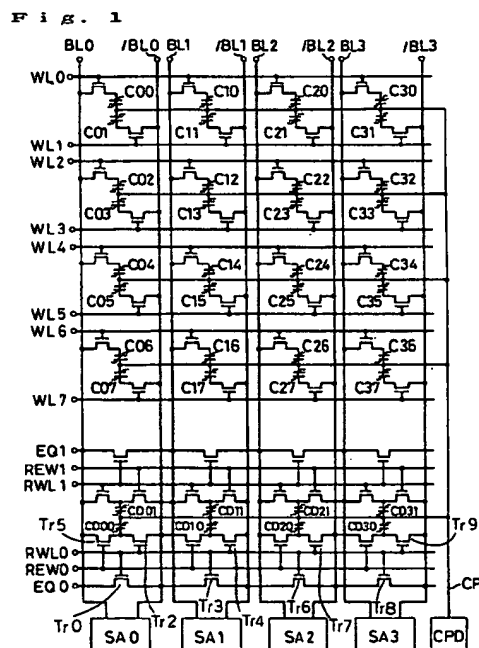 Fig. 1
BL0 /BL0 BL1 /BL1 BL2 /BL2 BL3 /BL3
WL0
C00 C10 C20 C30
C01 C11 C21 C31
WL1
WL2
C02 C12 C22 C32
C03 C13 C23 C33
WL3
WL4
C04 C14 C24 C34
C05 C15 C25 C35
WL5
WL6
C06 C16 C26 C36
C07 C17 C27 C37
WL7
EQ1
REW1
RWL1
CD01 CD11 CD21 CD31
Tr5 CD00 CD10 CD20 CD30 Tr9
RWL0
REW0
EQ0
CP
Tr0 Tr2 Tr3 Tr4 Tr6 Tr7 Tr8
SA0 SA1 SA2 SA3 CPD